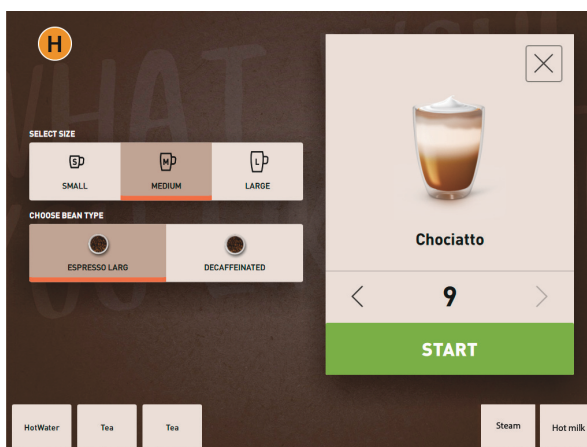 H
SELECT SIZE
S M L
SMALL MEDIUM LARGE
CHOOSE BEAN TYPE
ESPRESSO LARG DECAFFEINATED
Chociatto
9
START
HotWater Tea Tea Steam Hot milk